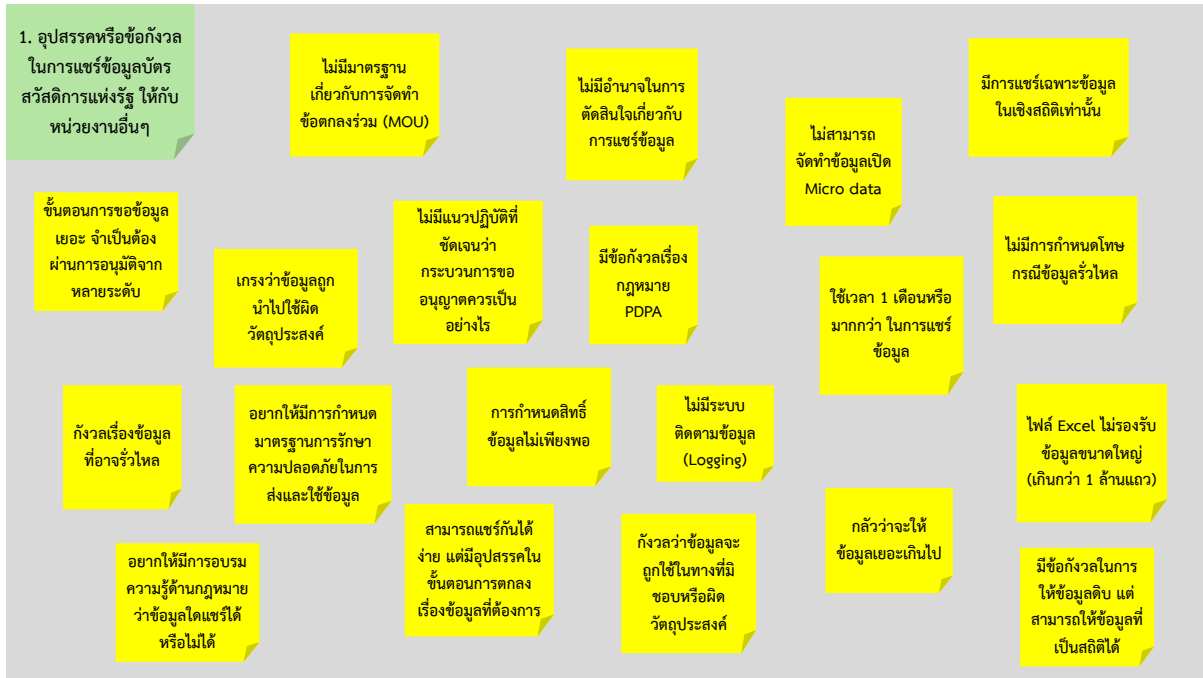 1. อุปสรรคหรือข้อกังวล
ในการแชร์ข้อมูลบัตร
สวัสดิการแห่งรัฐ ให้กับ
หน่วยงานอื่นๆ
ไม่มีมาตรฐาน
เกี่ยวกับการจัดทำ
ข้อตกลงร่วม (MOU)
ไม่มีอำนาจในการ
ตัดสินใจเกี่ยวกับ
การแชร์ข้อมูล
ไม่สามารถ
จัดทำข้อมูลเปิด
Micro data
มีการแชร์เฉพาะข้อมูล
ในเชิงสถิติเท่านั้น
ขั้นตอนการขอข้อมูล
เยอะ จำเป็นต้อง
ผ่านการอนุมัติจาก
หลายระดับ
เกรงว่าข้อมูลถูก
นำไปใช้ผิด
วัตถุประสงค์
ไม่มีแนวปฏิบัติที่
ชัดเจนว่า
กระบวนการขอ
อนุญาตควรเป็น
อย่างไร
มีข้อกังวลเรื่อง
กฎหมาย
PDPA
ใช้เวลา 1 เดือนหรือ
มากกว่า ในการแชร์
ข้อมูล
ไม่มีการกำหนดโทษ
กรณีข้อมูลรั่วไหล
กังวลเรื่องข้อมูล
ที่อาจรั่วไหล
อยากให้มีการกำหนด
มาตรฐานการรักษา
ความปลอดภัยในการ
ส่งและใช้ข้อมูล
การกำหนดสิทธิ์
ข้อมูลไม่เพียงพอ
ไม่มีระบบ
ติดตามข้อมูล
(Logging)
ไฟล์ Excel ไม่รองรับ
ข้อมูลขนาดใหญ่
(เกินกว่า 1 ล้านแถว)
อยากให้มีการอบรม
ความรู้ด้านกฎหมาย
ว่าข้อมูลใดแชร์ได้
หรือไม่ได้
สามารถแชร์กันได้
ง่าย แต่มีอุปสรรคใน
ขั้นตอนการตกลง
เรื่องข้อมูลที่ต้องการ
กังวลว่าข้อมูลจะ
ถูกใช้ในทางที่มิ
ชอบหรือผิด
วัตถุประสงค์
กลัวว่าจะให้
ข้อมูลเยอะเกินไป
มีข้อกังวลในการ
ให้ข้อมูลดิบ แต่
สามารถให้ข้อมูลที่
เป็นสถิติได้